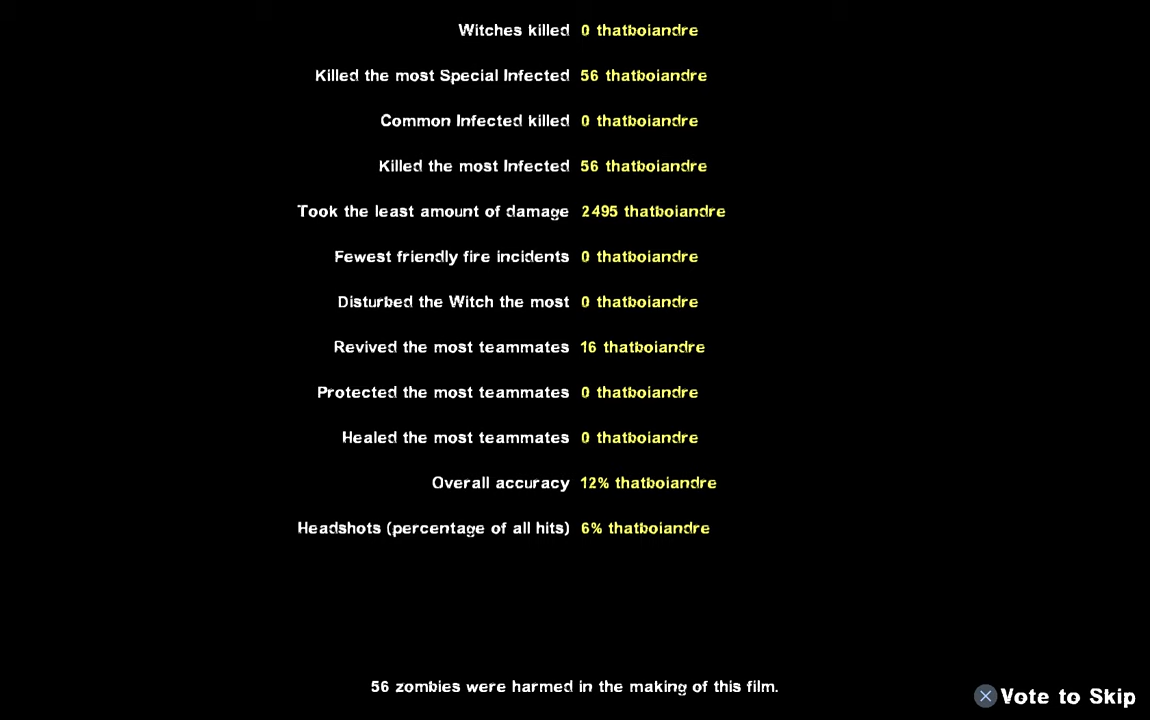 Witches killed 0 thatboiandre
Killed the most Special Infected 56 thatboiandre
Common Infected killed 0 thatboiandre
Killed the most Infected 56 thatboiandre
Took the least amount of damage 2495 thatboiandre
Fewest friendly fire incidents 0 thatboiandre
Disturbed the Witch the most 0 thatboiandre
Revived the most teammates 16 thatboiandre
Protected the most teammates 0 thatboiandre
Healed the most teammates 0 thatboiandre
Overall accuracy 12% thatboiandre
Headshots (percentage of all hits) 6% thatboiandre
56 zombies were harmed in the making of this film.
Vote to Skip